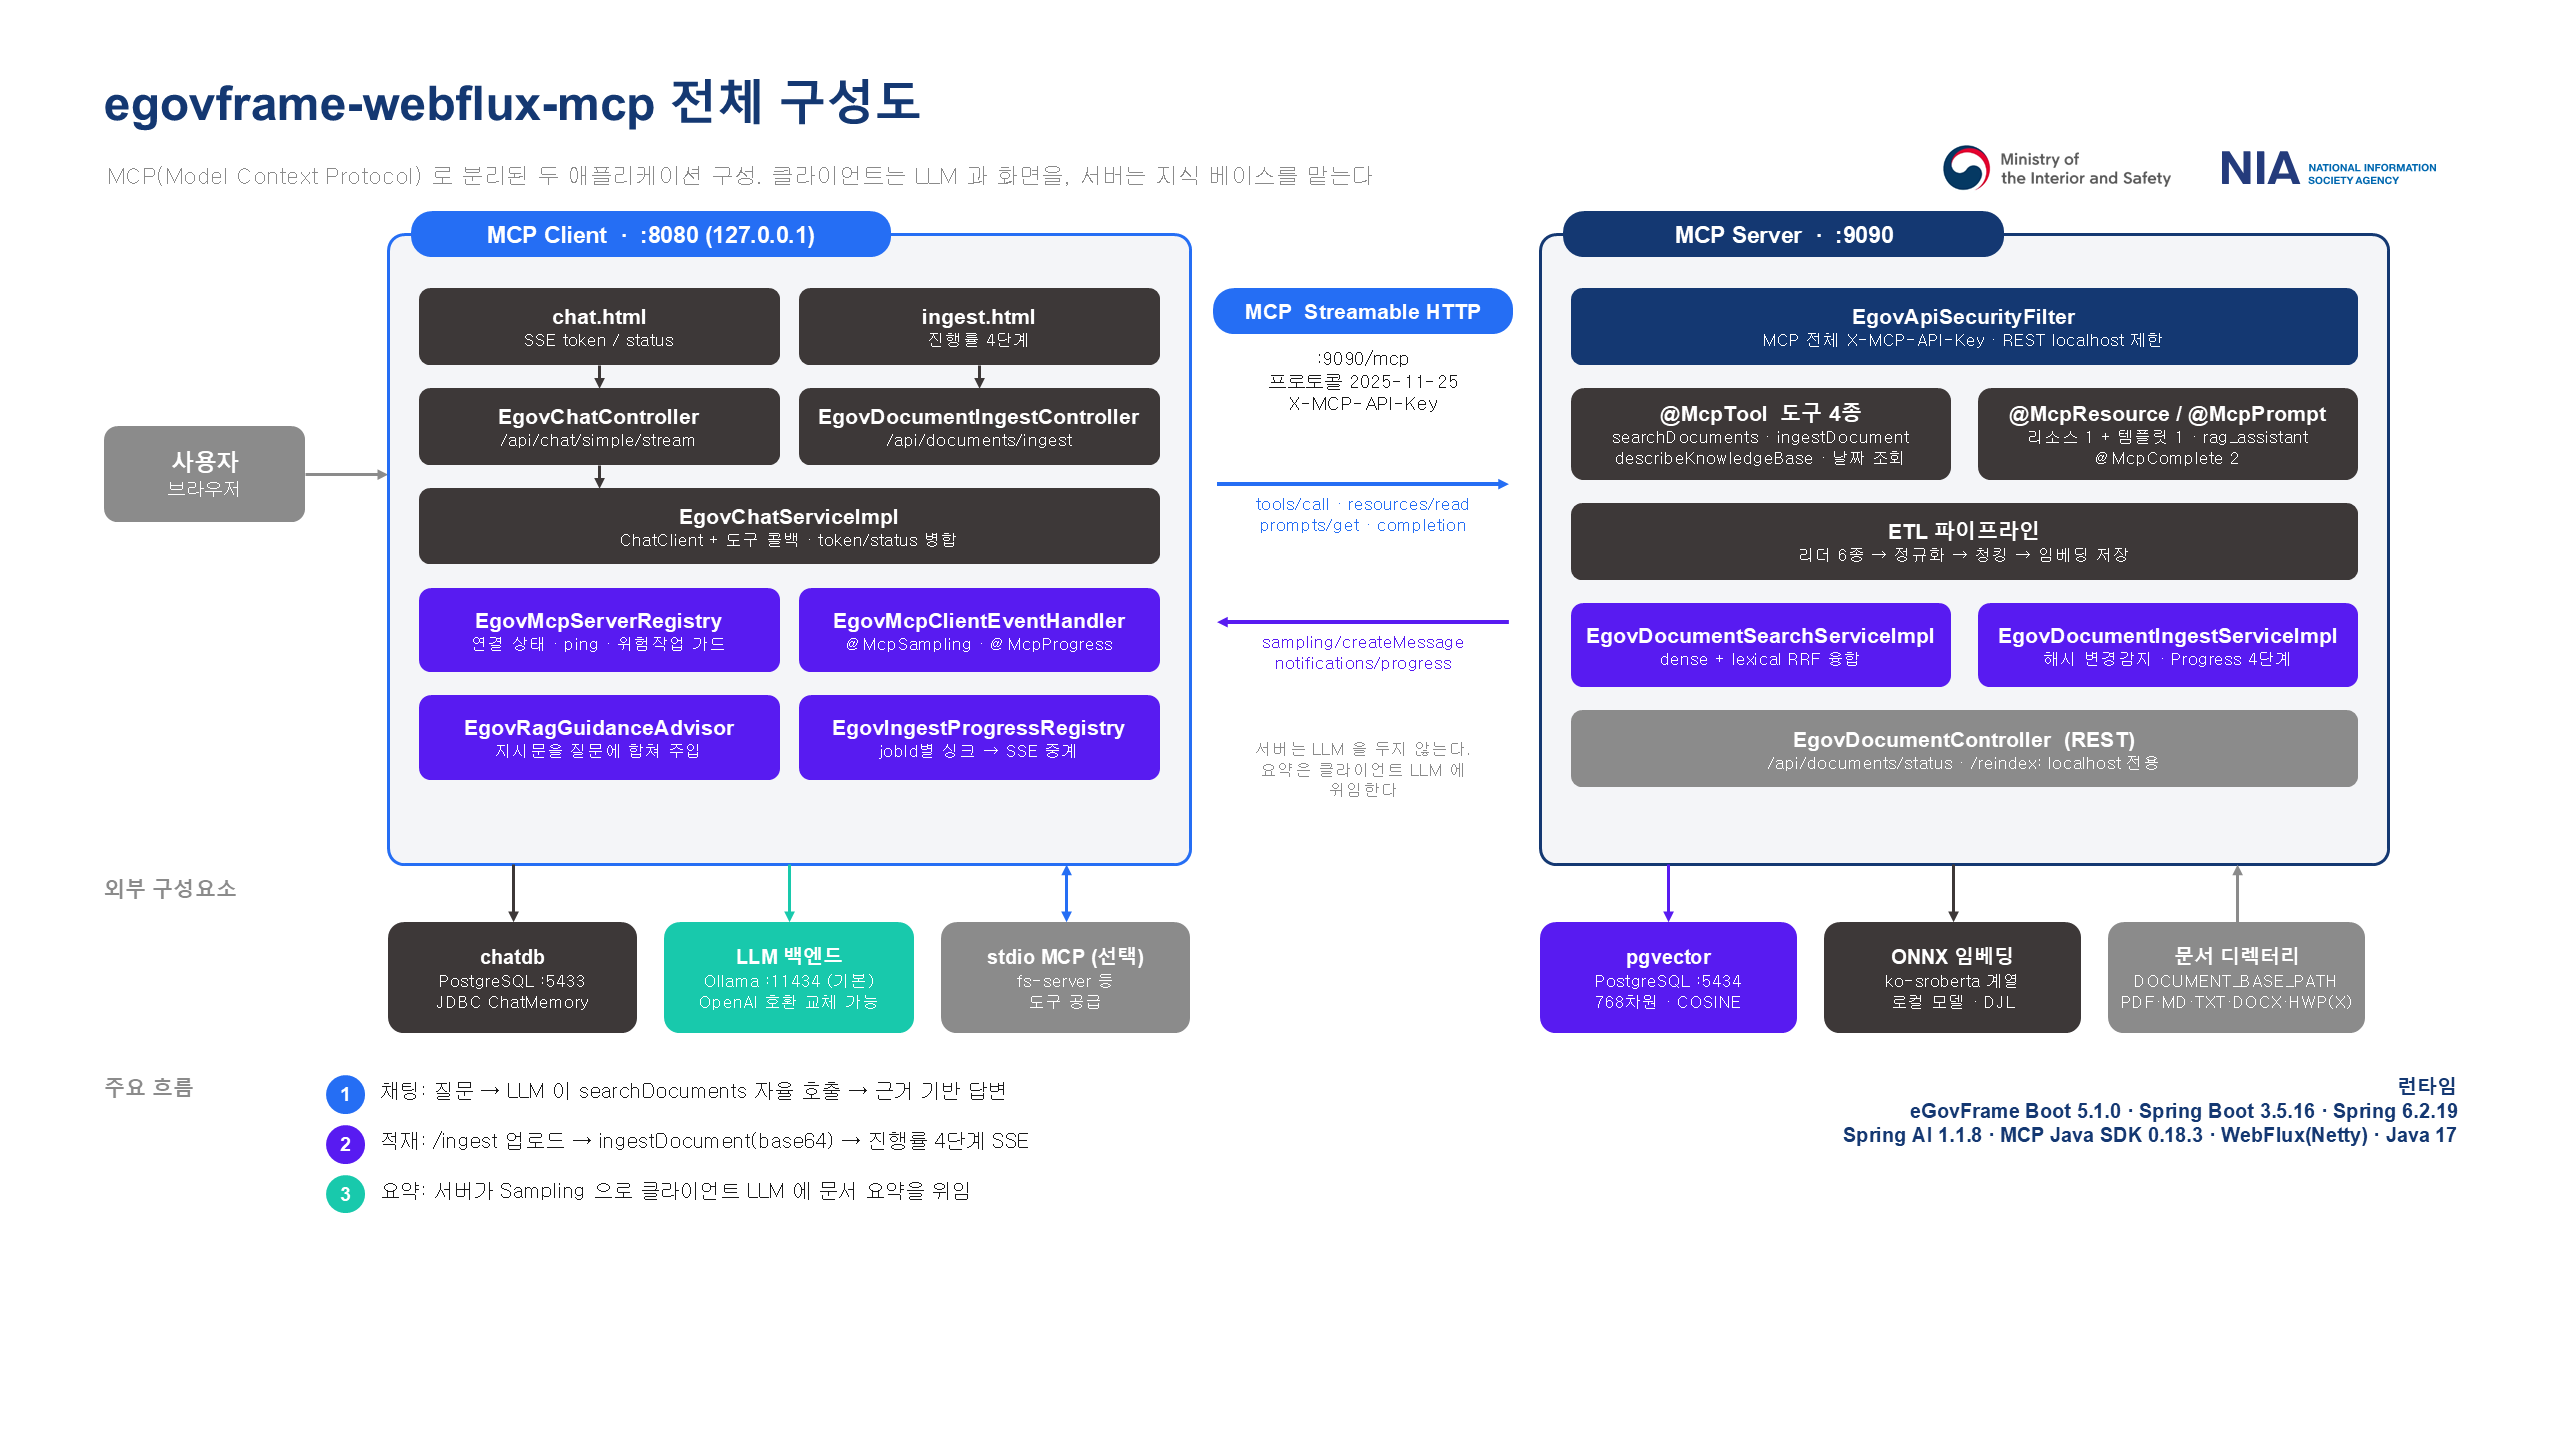 egovframe-webflux-mcp 전체 구성도
MCP(Model Context Protocol) 로 분리된 두 애플리케이션 구성. 클라이언트는 LLM 과 화면을, 서버는 지식 베이스를 맡는다
Ministry of
the Interior and Safety
NIA NATIONAL INFORMATION
SOCIETY AGENCY
사용자
브라우저
MCP Client · :8080 (127.0.0.1)
chat.html
SSE token / status
ingest.html
진행률 4단계
EgovChatController
/api/chat/simple/stream
EgovDocumentIngestController
/api/documents/ingest
EgovChatServiceImpl
ChatClient + 도구 콜백 · token/status 병합
EgovMcpServerRegistry
연결 상태 · ping · 위험작업 가드
EgovMcpClientEventHandler
@McpSampling · @McpProgress
EgovRagGuidanceAdvisor
지시문을 질문에 합쳐 주입
EgovIngestProgressRegistry
jobId별 싱크 → SSE 중계
MCP Streamable HTTP
:9090/mcp
프로토콜 2025-11-25
X-MCP-API-Key
tools/call · resources/read
prompts/get · completion
sampling/createMessage
notifications/progress
서버는 LLM 을 두지 않는다.
요약은 클라이언트 LLM 에
위임한다
MCP Server · :9090
EgovApiSecurityFilter
MCP 전체 X-MCP-API-Key · REST localhost 제한
@McpTool 도구 4종
searchDocuments · ingestDocument
describeKnowledgeBase · 날짜 조회
@McpResource / @McpPrompt
리소스 1 + 템플릿 1 · rag_assistant
@McpComplete 2
ETL 파이프라인
리더 6종 → 정규화 → 청킹 → 임베딩 저장
EgovDocumentSearchServiceImpl
dense + lexical RRF 융합
EgovDocumentIngestServiceImpl
해시 변경감지 · Progress 4단계
EgovDocumentController (REST)
/api/documents/status · /reindex: localhost 전용
외부 구성요소
chatdb
PostgreSQL :5433
JDBC ChatMemory
LLM 백엔드
Ollama :11434 (기본)
OpenAI 호환 교체 가능
stdio MCP (선택)
fs-server 등
도구 공급
pgvector
PostgreSQL :5434
768차원 · COSINE
ONNX 임베딩
ko-sroberta 계열
로컬 모델 · DJL
문서 디렉터리
DOCUMENT_BASE_PATH
PDF·MD·TXT·DOCX·HWP(X)
주요 흐름
1 채팅: 질문 → LLM 이 searchDocuments 자율 호출 → 근거 기반 답변
2 적재: /ingest 업로드 → ingestDocument(base64) → 진행률 4단계 SSE
3 요약: 서버가 Sampling 으로 클라이언트 LLM 에 문서 요약을 위임
런타임
eGovFrame Boot 5.1.0 · Spring Boot 3.5.16 · Spring 6.2.19
Spring AI 1.1.8 · MCP Java SDK 0.18.3 · WebFlux(Netty) · Java 17